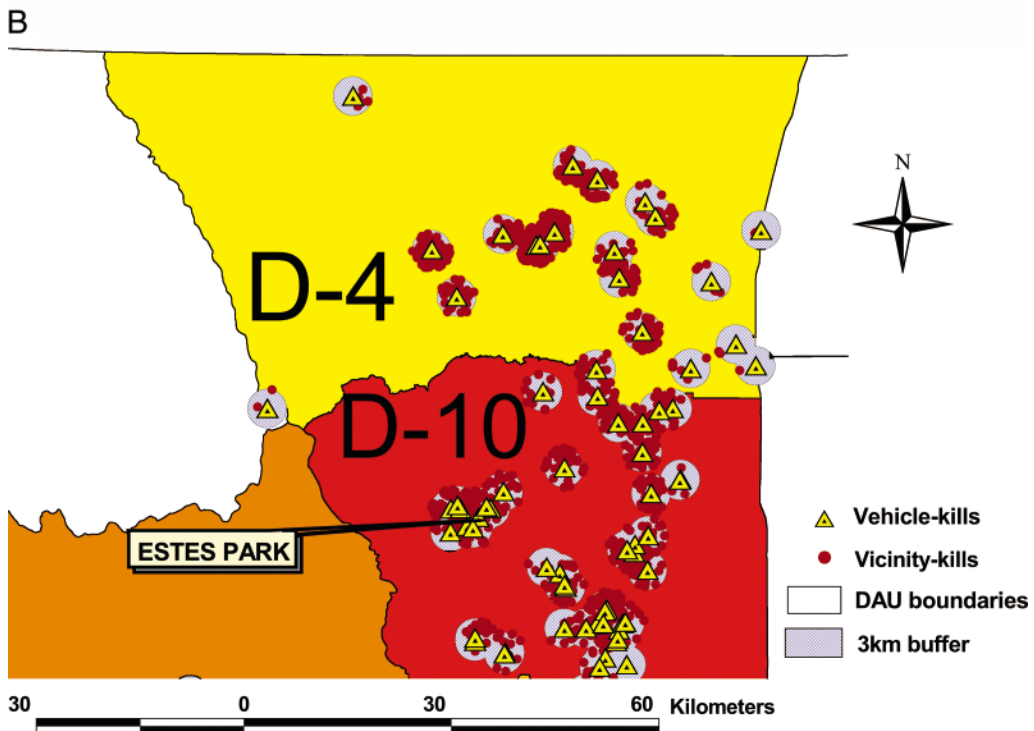 B
N
D-4
D-10
ESTES PARK
Vehicle-kills
Vicinity-kills
DAU boundaries
3km buffer
30 0 30 60 Kilometers